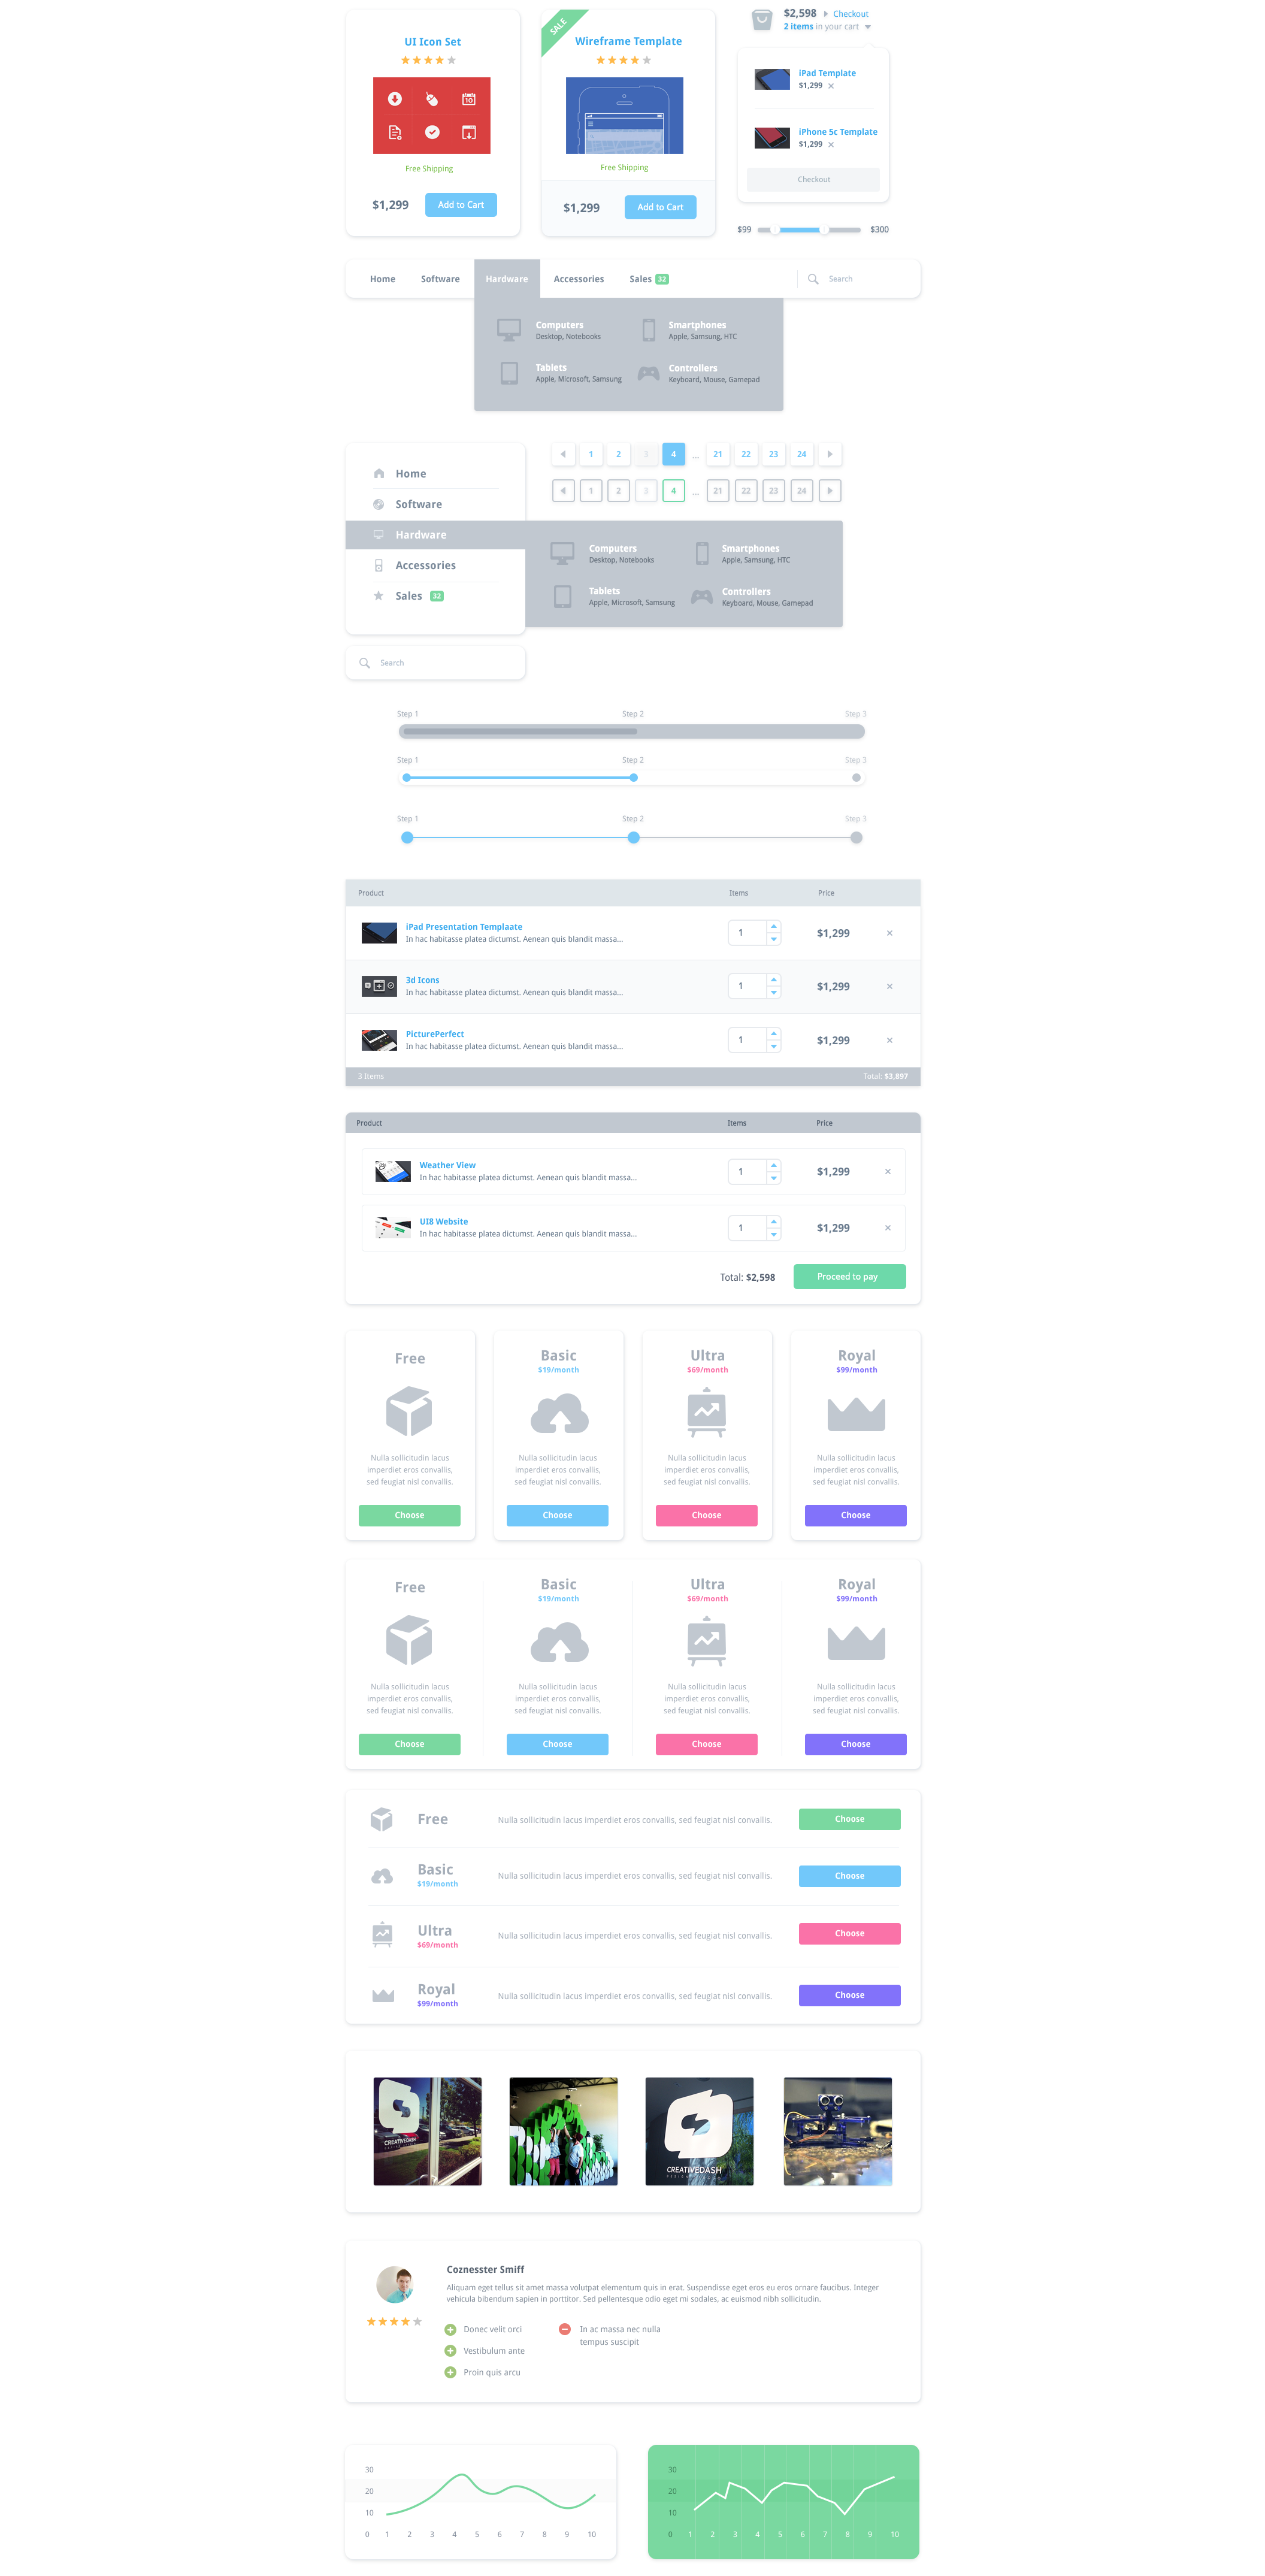 UI Icon Set
10
Free Shipping
$1,299
Add to Cart
SALE
Wireframe Template
Free Shipping
$1,299
Add to Cart
$2,598
Checkout
2 items in your cart
iPad Template
$1,299
iPhone 5c Template
$1,299
Checkout
$99
$300
Home
Software
Hardware
Accessories
Sales 32
Search
Computers
Desktop, Notebooks
Smartphones
Apple, Samsung, HTC
Tablets
Apple, Microsoft, Samsung
Controllers
Keyboard, Mouse, Gamepad
Home
Software
Hardware
Accessories
Sales 32
Search
1 2 3 4 ... 21 22 23 24
1 2 3 4 ... 21 22 23 24
Computers
Desktop, Notebooks
Smartphones
Apple, Samsung, HTC
Tablets
Apple, Microsoft, Samsung
Controllers
Keyboard, Mouse, Gamepad
Step 1 Step 2 Step 3
Step 1 Step 2 Step 3
Step 1 Step 2 Step 3
Product Items Price
iPad Presentation Templaate
In hac habitasse platea dictumst. Aenean quis blandit massa...
1 $1,299
3d Icons
In hac habitasse platea dictumst. Aenean quis blandit massa...
1 $1,299
PicturePerfect
In hac habitasse platea dictumst. Aenean quis blandit massa...
1 $1,299
3 Items Total: $3,897
Product Items Price
Weather View
In hac habitasse platea dictumst. Aenean quis blandit massa...
1 $1,299
UI8 Website
In hac habitasse platea dictumst. Aenean quis blandit massa...
1 $1,299
Total: $2,598
Proceed to pay
Free
Nulla sollicitudin lacus
imperdiet eros convallis,
sed feugiat nisl convallis.
Choose
Basic
$19/month
Nulla sollicitudin lacus
imperdiet eros convallis,
sed feugiat nisl convallis.
Choose
Ultra
$69/month
Nulla sollicitudin lacus
imperdiet eros convallis,
sed feugiat nisl convallis.
Choose
Royal
$99/month
Nulla sollicitudin lacus
imperdiet eros convallis,
sed feugiat nisl convallis.
Choose
Free
Nulla sollicitudin lacus
imperdiet eros convallis,
sed feugiat nisl convallis.
Choose
Basic
$19/month
Nulla sollicitudin lacus
imperdiet eros convallis,
sed feugiat nisl convallis.
Choose
Ultra
$69/month
Nulla sollicitudin lacus
imperdiet eros convallis,
sed feugiat nisl convallis.
Choose
Royal
$99/month
Nulla sollicitudin lacus
imperdiet eros convallis,
sed feugiat nisl convallis.
Choose
Free
Nulla sollicitudin lacus imperdiet eros convallis, sed feugiat nisl convallis.
Choose
Basic
$19/month
Nulla sollicitudin lacus imperdiet eros convallis, sed feugiat nisl convallis.
Choose
Ultra
$69/month
Nulla sollicitudin lacus imperdiet eros convallis, sed feugiat nisl convallis.
Choose
Royal
$99/month
Nulla sollicitudin lacus imperdiet eros convallis, sed feugiat nisl convallis.
Choose
CREATIVEDASH
CREATIVEDASH
Coznesster Smiff
Aliquam eget tellus sit amet massa volutpat elementum quis in erat. Suspendisse eget eros eu eros ornare faucibus. Integer
vehicula bibendum sapien in porttitor. Sed pellentesque odio eget mi sodales, ac euismod nibh sollicitudin.
Donec velit orci
Vestibulum ante
Proin quis arcu
In ac massa nec nulla
tempus suscipit
30
20
10
0 1 2 3 4 5 6 7 8 9 10
30
20
10
0 1 2 3 4 5 6 7 8 9 10